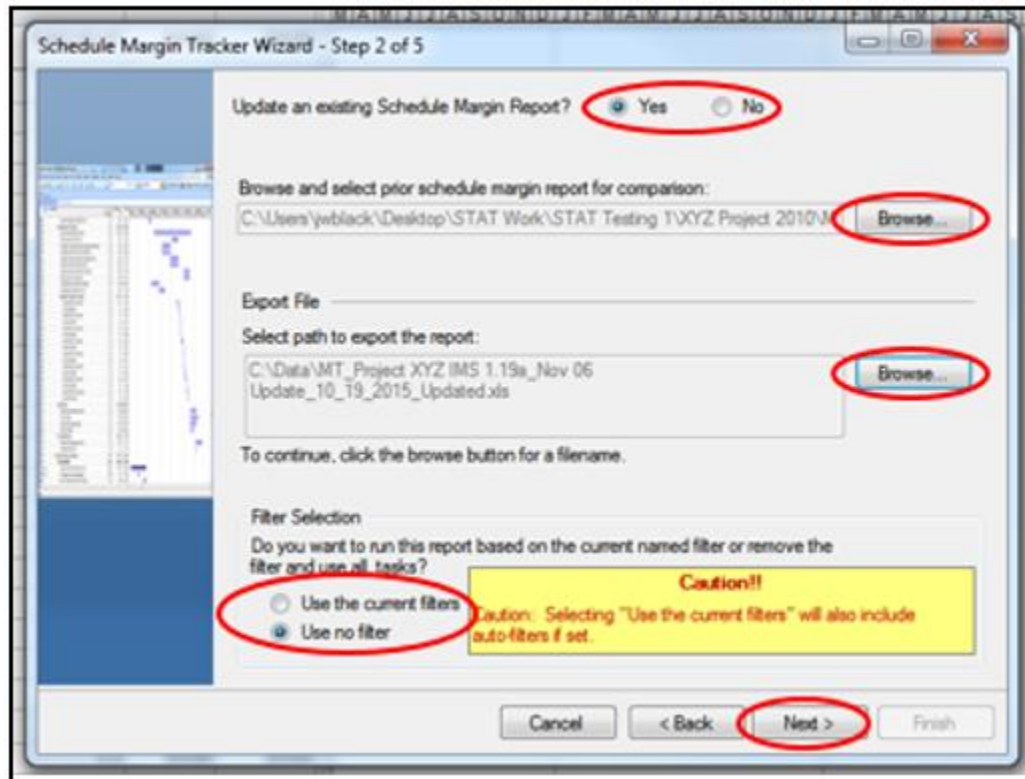 M A M J J A S O N D J F M A M J J A S O N D J F M A M J J A S
Schedule Margin Tracker Wizard - Step 2 of 5
Update an existing Schedule Margin Report? Yes No
Browse and select prior schedule margin report for comparison:
C:\Users\jwblack\Desktop\STAT Work\STAT Testing 1\XYZ Project 2010\M
Browse...
Export File
Select path to export the report:
C:\Data\MT_Project XYZ IMS 1.19a_Nov 06
Update_10_19_2015_Updated.xls
Browse...
To continue, click the browse button for a filename.
Filter Selection
Do you want to run this report based on the current named filter or remove the
filter and use all tasks?
Use the current filters
Use no filter
Caution!!
Caution: Selecting "Use the current filters" will also include
auto-filters if set.
Cancel < Back Next > Finish